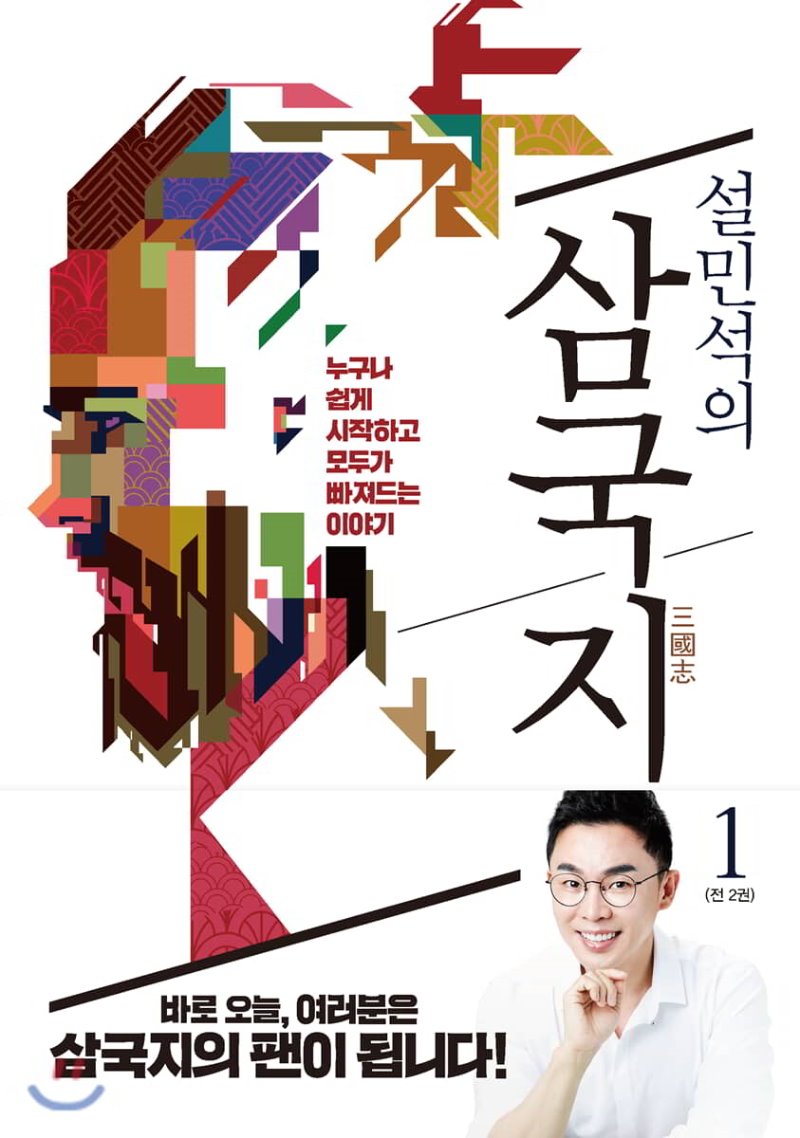 설민석의
삼국지
三國志
누구나
쉽게
시작하고
모두가
빠져드는
이야기
1
(전 2권)
바로 오늘, 여러분은
삼국지의 팬이 됩니다!